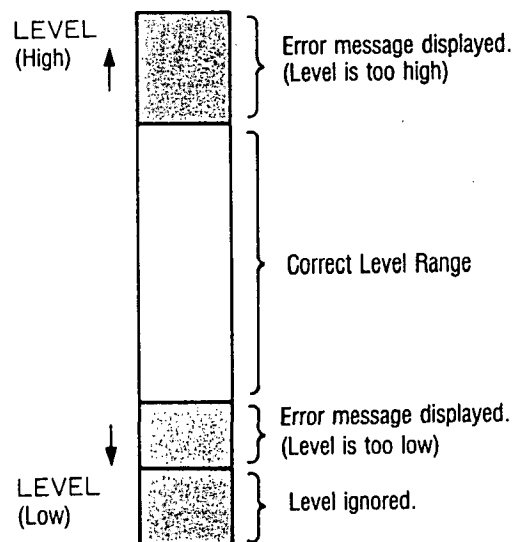 LEVEL
(High)
Error message displayed.
(Level is too high)
Correct Level Range
Error message displayed.
(Level is too low)
LEVEL
(Low)
Level ignored.